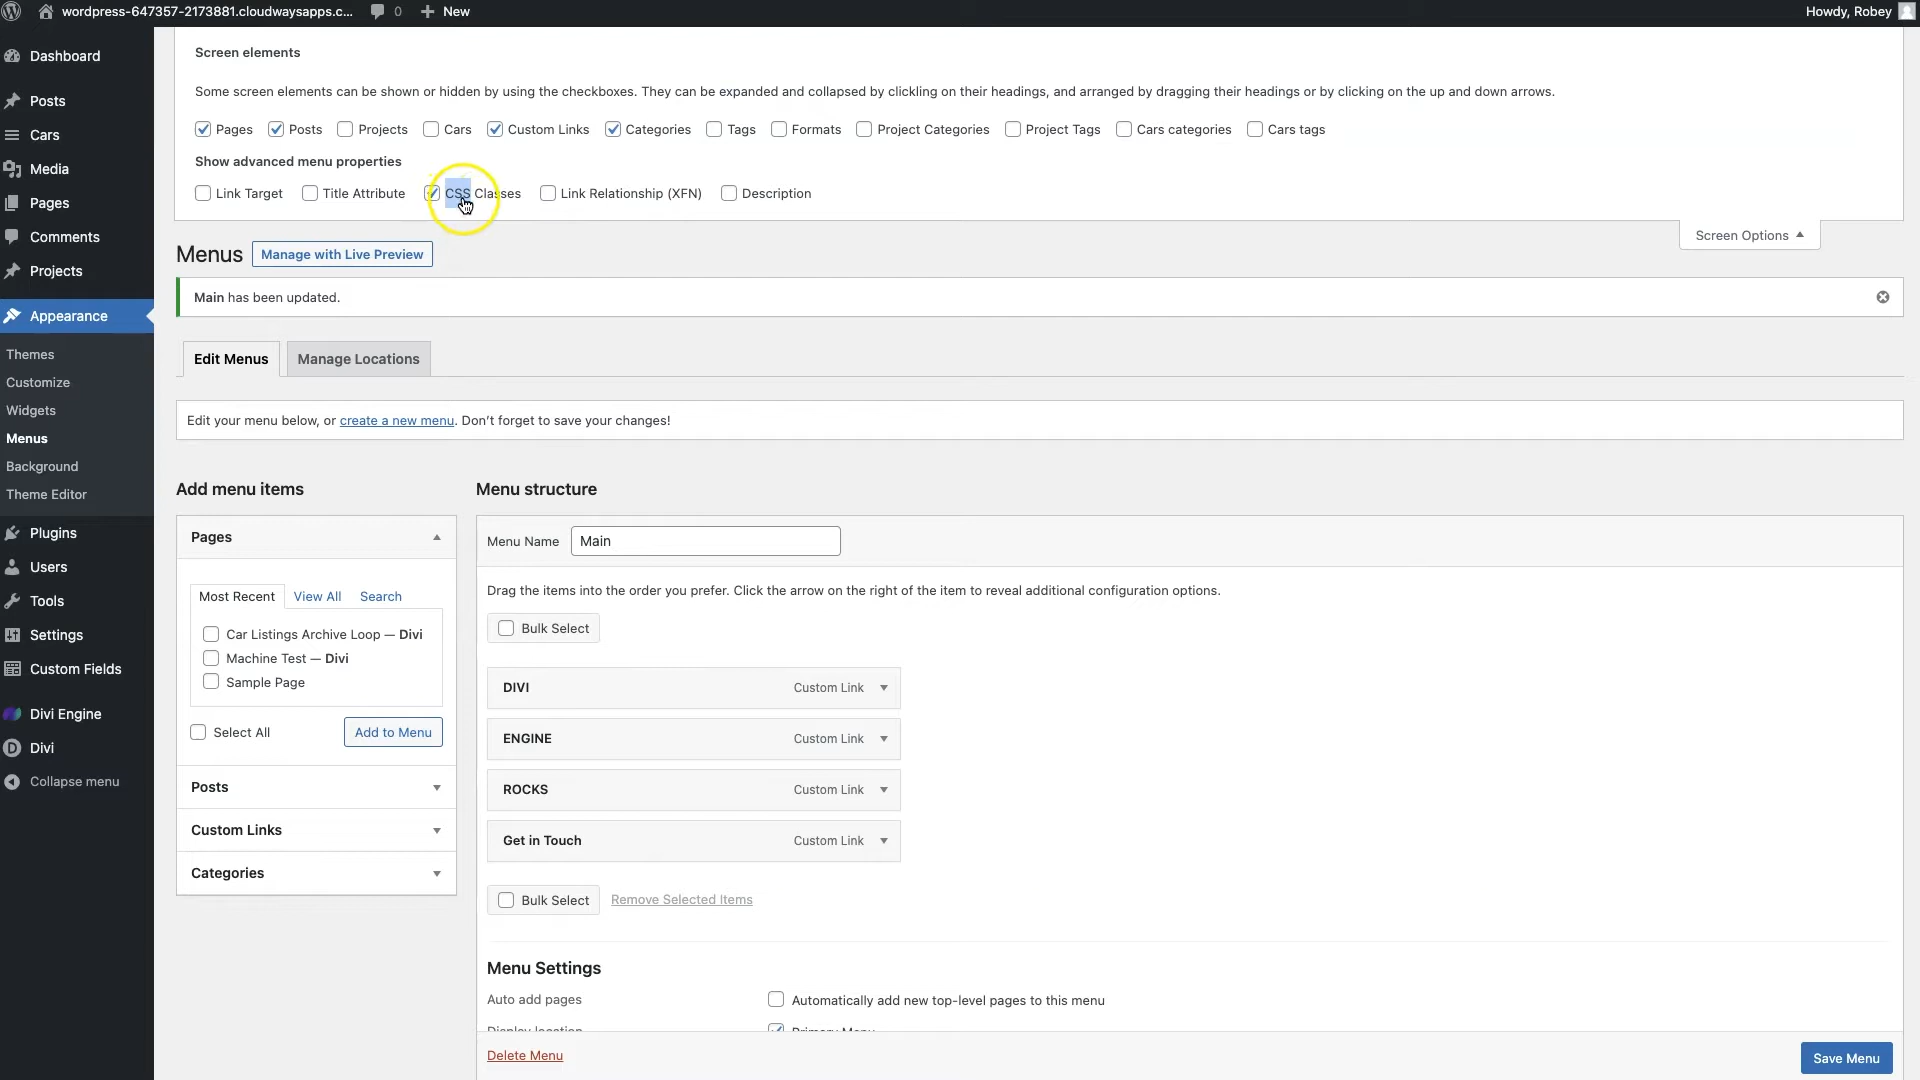 wordpress-647357-2173881.cloudwaysapps.c... 0 New Howdy, Robey
Dashboard
Posts
Cars
Media
Pages
Comments
Projects
Appearance
Themes
Customize
Widgets
Menus
Background
Theme Editor
Plugins
Users
Tools
Settings
Custom Fields
Divi Engine
Divi
Collapse menu
Screen elements
Some screen elements can be shown or hidden by using the checkboxes. They can be expanded and collapsed by clickling on their headings, and arranged by dragging their headings or by clicking on the up and down arrows.
Pages Posts Projects Cars Custom Links Categories Tags Formats Project Categories Project Tags Cars categories Cars tags
Show advanced menu properties
Link Target Title Attribute CSS Classes Link Relationship (XFN) Description
Screen Options
Menus Manage with Live Preview
Main has been updated.
Edit Menus Manage Locations
Edit your menu below, or create a new menu. Don't forget to save your changes!
Add menu items
Pages
Most Recent View All Search
Car Listings Archive Loop — Divi
Machine Test — Divi
Sample Page
Select All Add to Menu
Posts
Custom Links
Categories
Menu structure
Menu Name Main
Drag the items into the order you prefer. Click the arrow on the right of the item to reveal additional configuration options.
Bulk Select
DIVI Custom Link
ENGINE Custom Link
ROCKS Custom Link
Get in Touch Custom Link
Bulk Select Remove Selected Items
Menu Settings
Auto add pages Automatically add new top-level pages to this menu
Display location Primary Menu
Delete Menu Save Menu